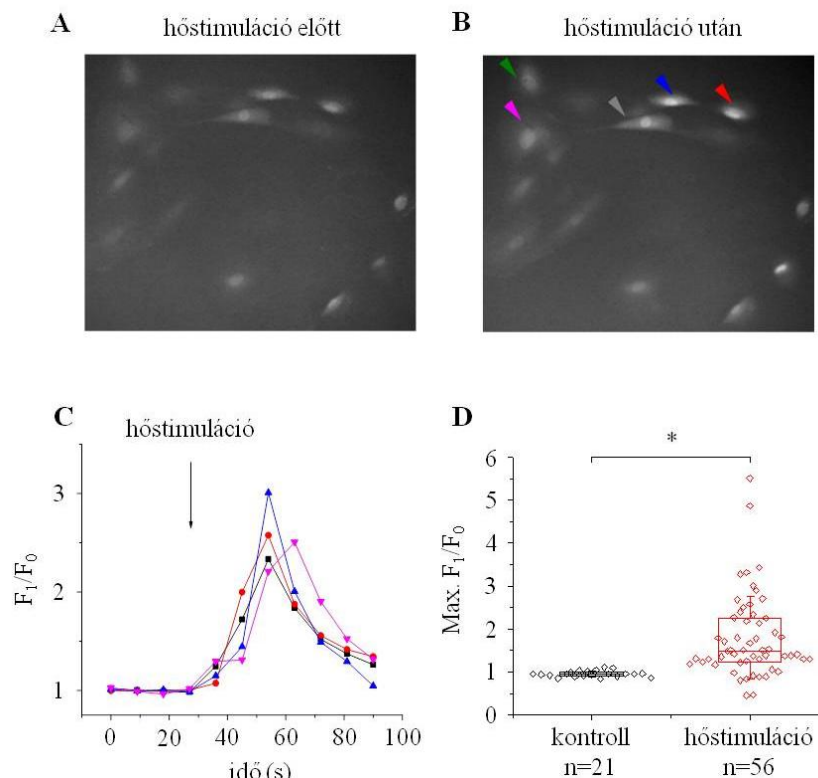 A
hőstimuláció előtt
B
hőstimuláció után
C
hőstimuláció
F1/F0
3
2
1
0
20
40
60
80
100
idő (s)
D
*
Max. F1/F0
6
5
4
3
2
1
0
kontroll
n=21
hőstimuláció
n=56